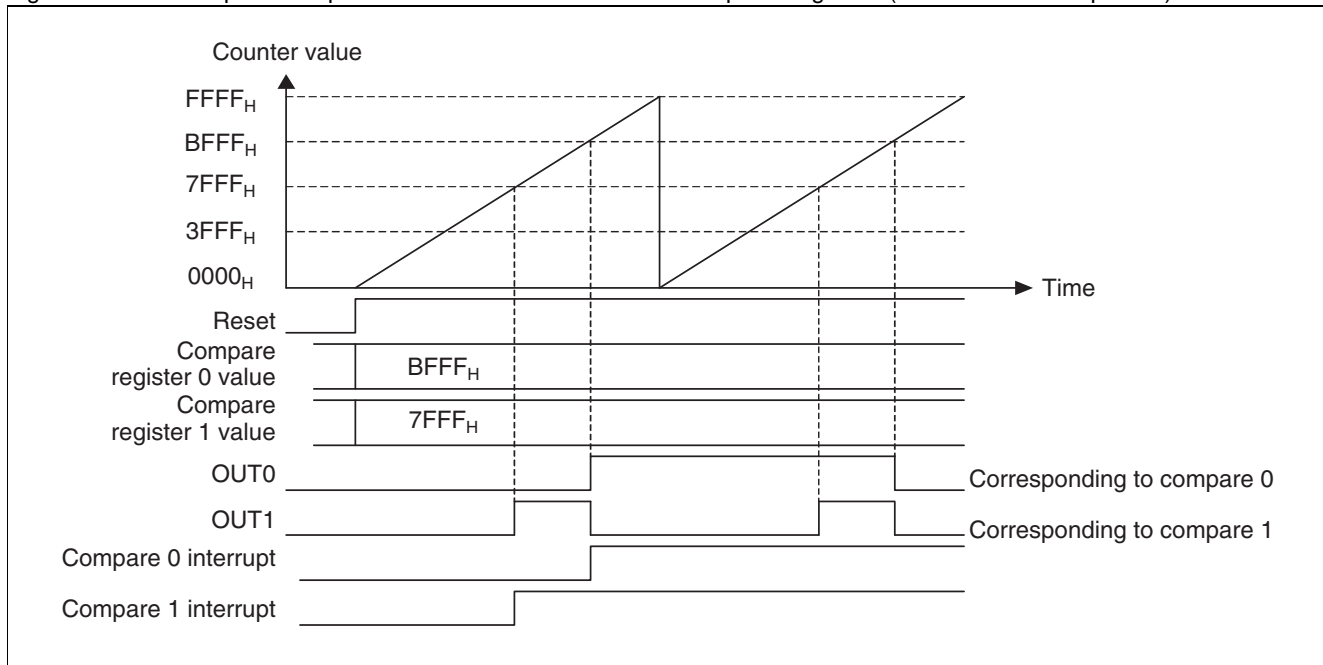 Counter value
FFFFH
BFFFH
7FFFH
3FFFH
0000H
Time
Reset
Compare
register 0 value
BFFFH
Compare
register 1 value
7FFFH
OUT0
Corresponding to compare 0
OUT1
Corresponding to compare 1
Compare 0 interrupt
Compare 1 interrupt